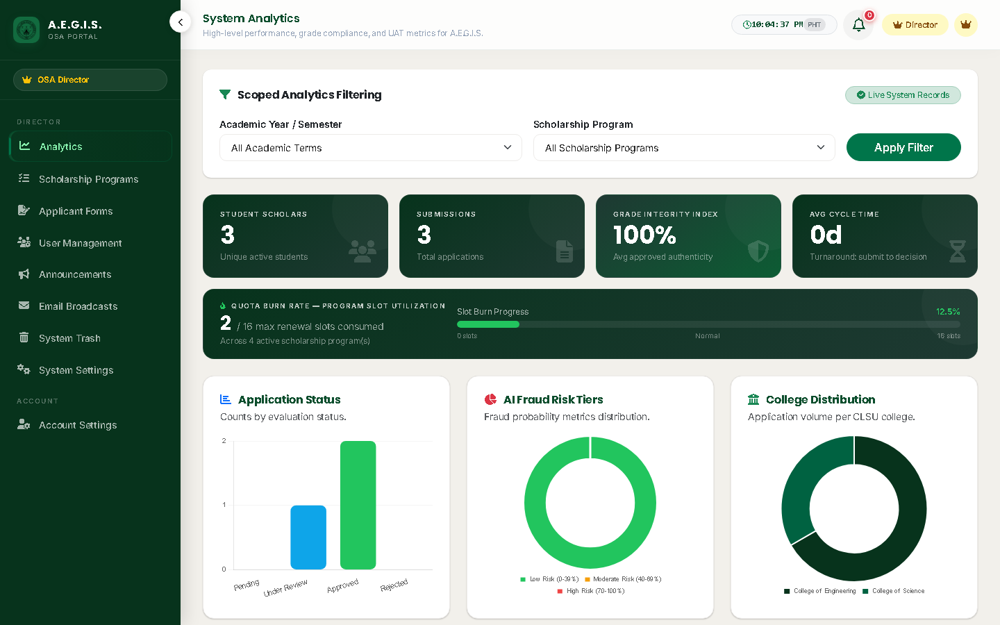 A.E.G.I.S.
OSA PORTAL
OSA Director
DIRECTOR
Analytics
Scholarship Programs
Applicant Forms
User Management
Announcements
Email Broadcasts
System Trash
System Settings
ACCOUNT
Account Settings
System Analytics
High-level performance, grade compliance, and UAT metrics for A.E.G.I.S.
10:04:37 PM PHT
0
Director
Scoped Analytics Filtering
Live System Records
Academic Year / Semester
All Academic Terms
Scholarship Program
All Scholarship Programs
Apply Filter
STUDENT SCHOLARS
3
Unique active students
SUBMISSIONS
3
Total applications
GRADE INTEGRITY INDEX
100%
Avg approved authenticity
AVG CYCLE TIME
0d
Turnaround: submit to decision
QUOTA BURN RATE — PROGRAM SLOT UTILIZATION
2 / 16 max renewal slots consumed
Across 4 active scholarship program(s)
Slot Burn Progress
12.5%
0 slots
Normal
16 slots
Application Status
Counts by evaluation status.
2
1
0
Pending
Under Review
Approved
Rejected
AI Fraud Risk Tiers
Fraud probability metrics distribution.
Low Risk (0-39%)
Moderate Risk (40-69%)
High Risk (70-100%)
College Distribution
Application volume per CLSU college.
College of Engineering
College of Science